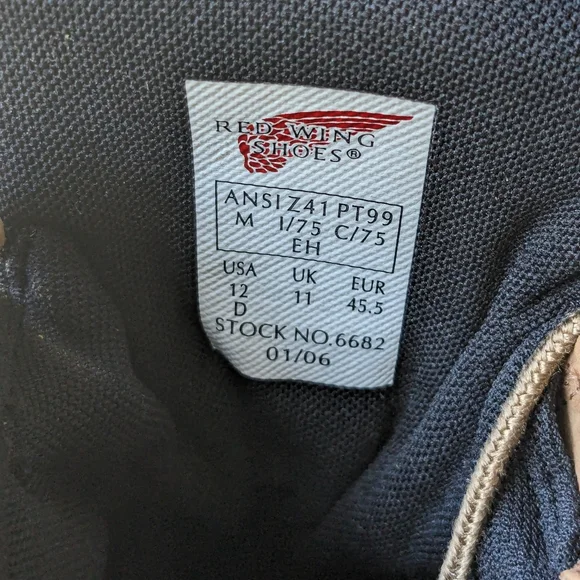 RED WING
SHOES®
ANSI Z41 PT99
M I/75 C/75
EH
USA UK EUR
12 11 45.5
D
STOCK NO.6682
01/06